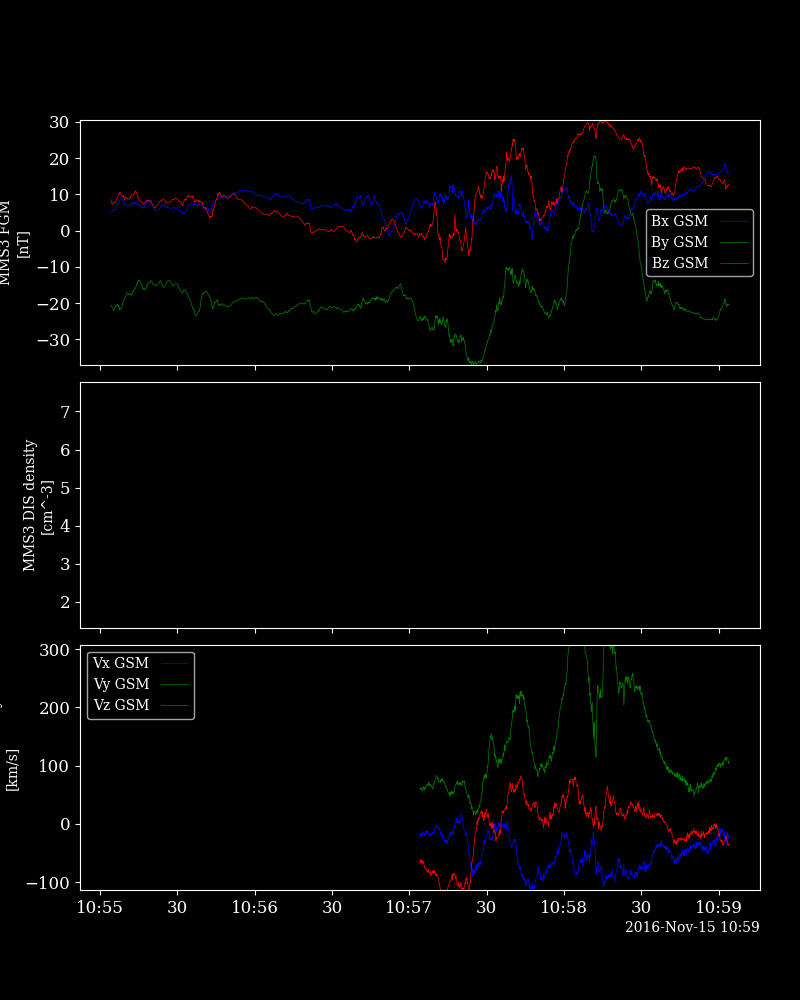 30
20
10
0
−10
−20
−30
MMS3 FGM
[nT]
Bx GSM
By GSM
Bz GSM
7
6
5
4
3
2
MMS3 DIS density
[cm^-3]
300
200
100
0
−100
[km/s]
Vx GSM
Vy GSM
Vz GSM
10:55 30 10:56 30 10:57 30 10:58 30 10:59
2016-Nov-15 10:59